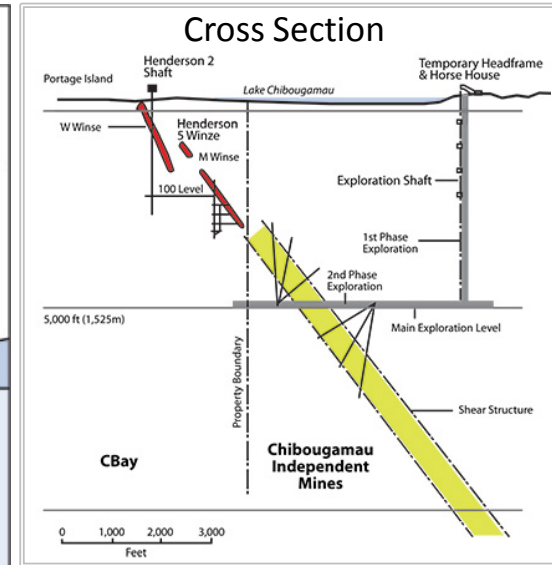 Cross Section
Henderson 2
Shaft
Temporary Headframe
& Horse House
Portage Island
Lake Chibougamau
W Winse
Henderson
S Winze
M Winse
100 Level
Exploration Shaft
1st Phase
Exploration
2nd Phase
Exploration
5,000 ft (1,525m)
Main Exploration Level
Property Boundary
Shear Structure
CBay
Chibougamau
Independent
Mines
0 1,000 2,000 3,000
Feet